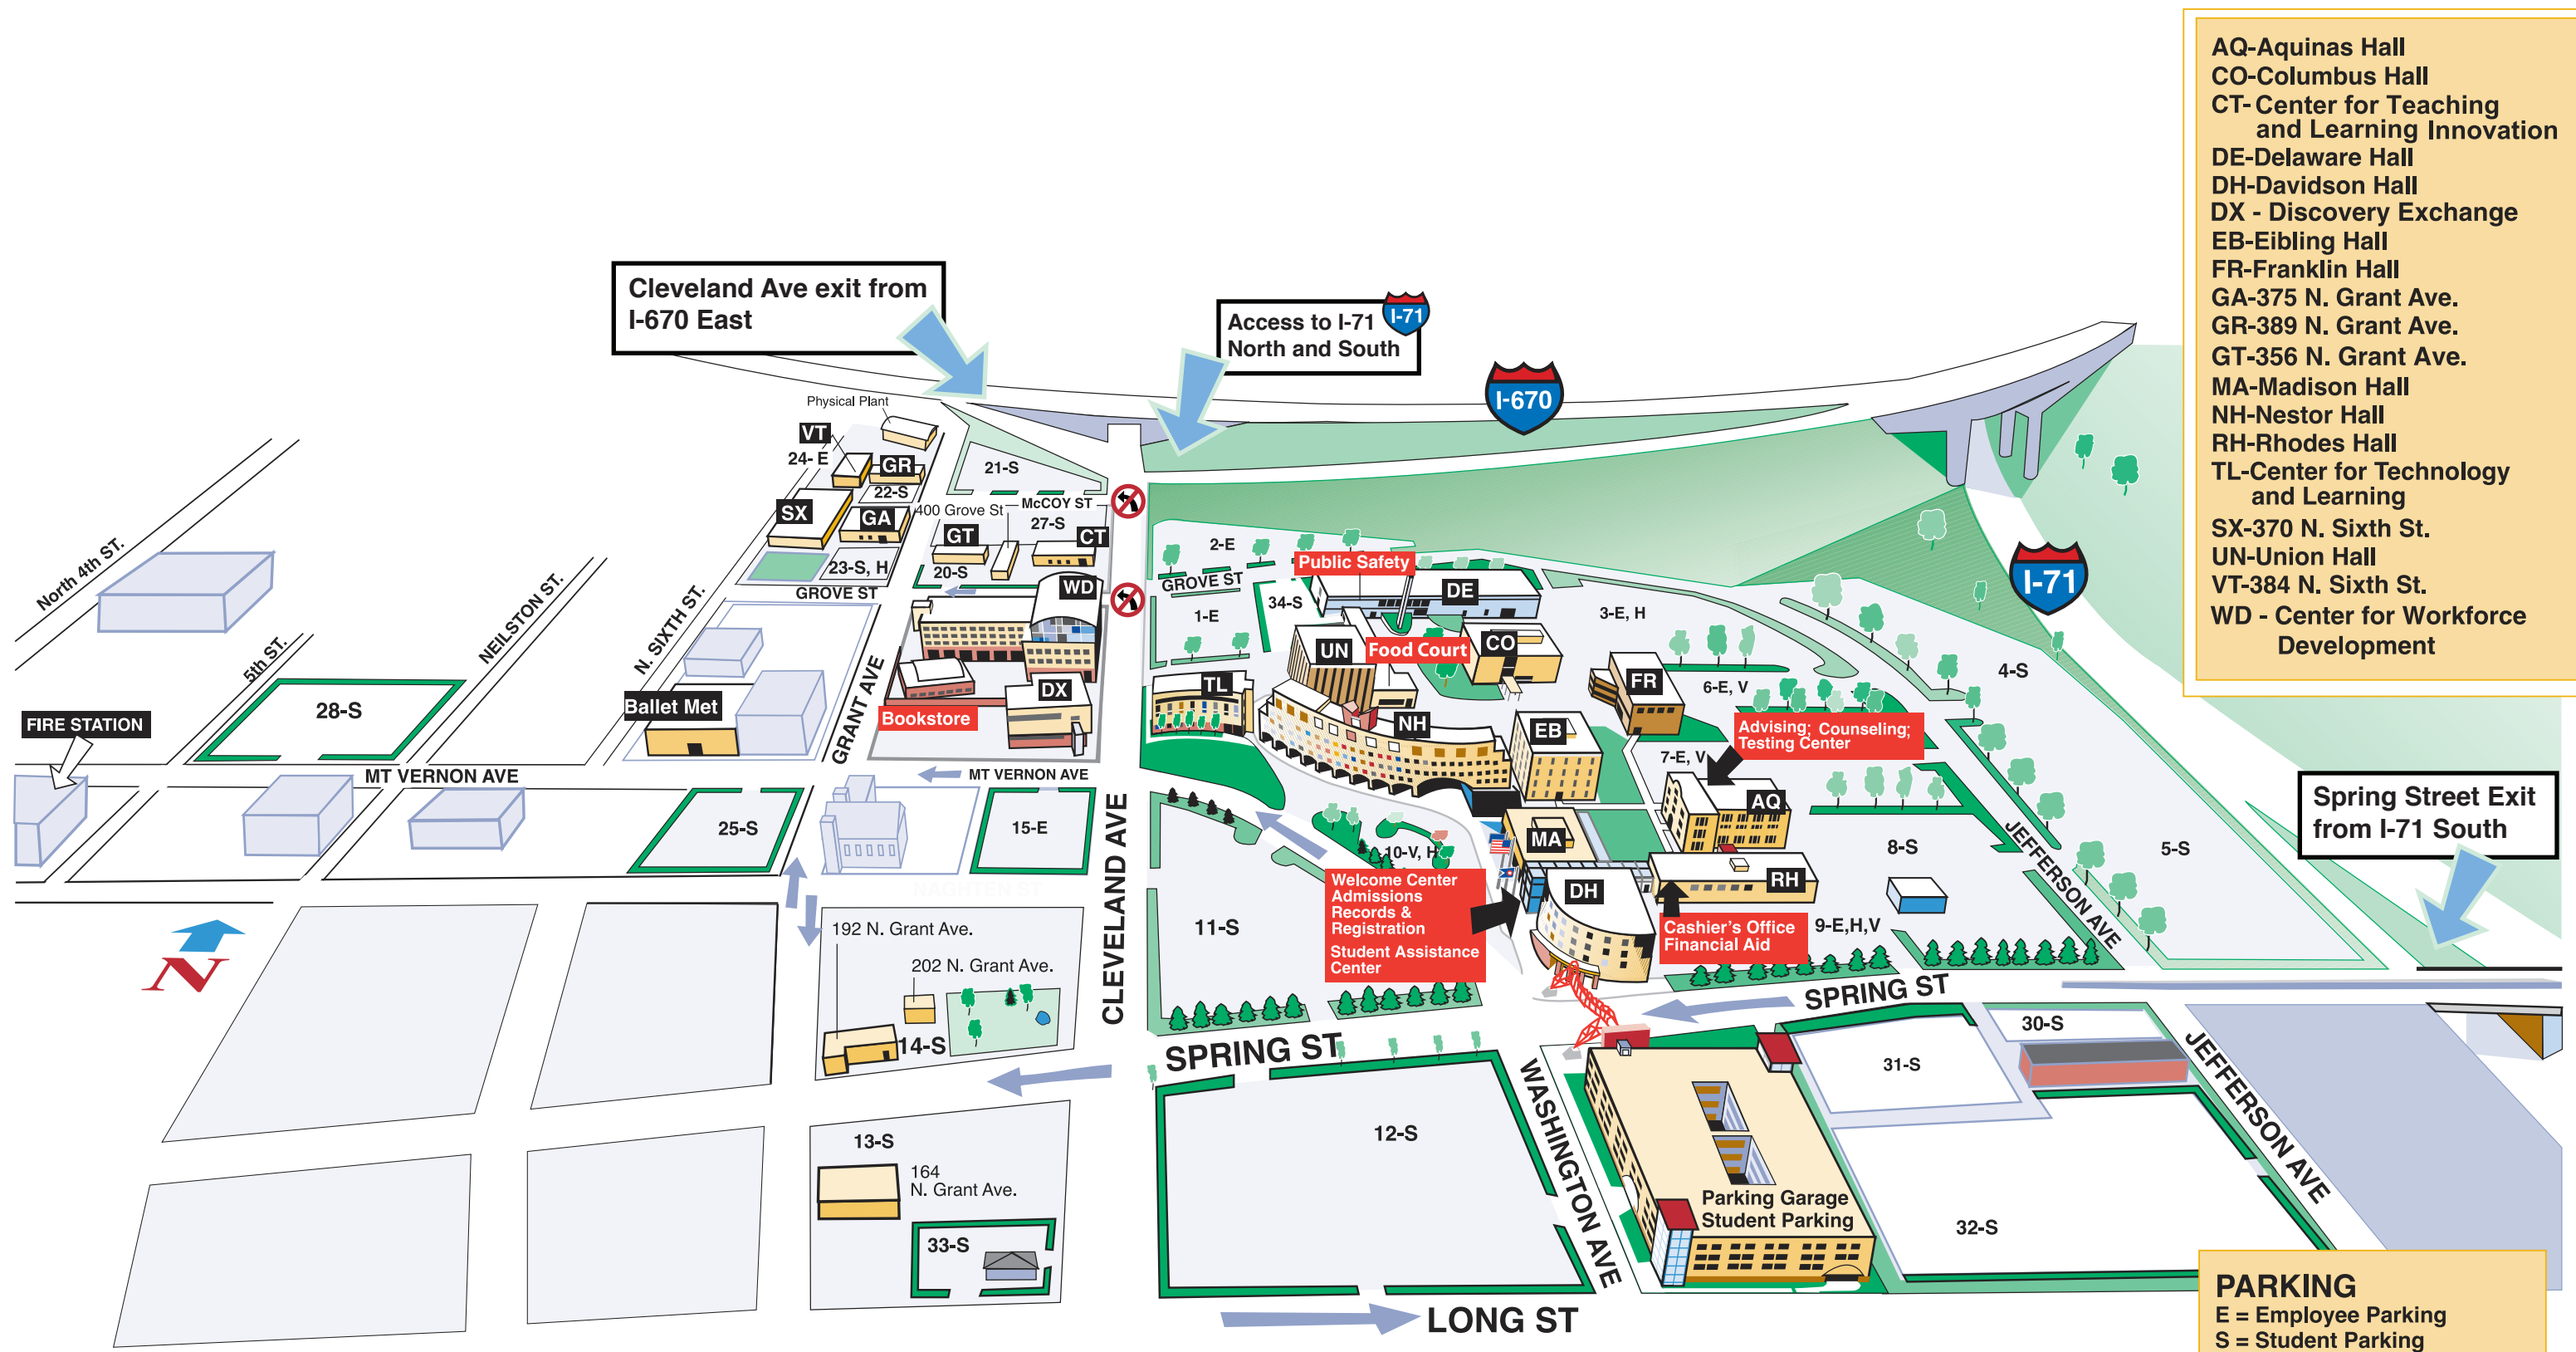 AQ-Aquinas Hall
CO-Columbus Hall
CT- Center for Teaching
and Learning Innovation
DE-Delaware Hall
DH-Davidson Hall
DX - Discovery Exchange
EB-Eibling Hall
FR-Franklin Hall
GA-375 N. Grant Ave.
GR-389 N. Grant Ave.
GT-356 N. Grant Ave.
MA-Madison Hall
NH-Nestor Hall
RH-Rhodes Hall
TL-Center for Technology
and Learning
SX-370 N. Sixth St.
UN-Union Hall
VT-384 N. Sixth St.
WD - Center for Workforce
Development
Cleveland Ave exit from
I-670 East
Access to I-71
North and South
I-71
I-670
I-71
Physical Plant
VT
24- E
GR
22-S
21-S
SX
GA
400 Grove St
McCOY ST
27-S
GT
CT
23-S, H
20-S
GROVE ST
WD
2-E
GROVE ST
1-E
34-S
Public Safety
DE
3-E, H
UN
Food Court
CO
FR
6-E, V
4-S
North 4th ST.
5th ST.
NEILSTON ST.
N. SIXTH ST.
GRANT AVE
Ballet Met
Bookstore
DX
TL
NH
EB
Advising; Counseling;
Testing Center
7-E, V
AQ
FIRE STATION
28-S
MT VERNON AVE
MT VERNON AVE
25-S
15-E
CLEVELAND AVE
10-V, H
MA
8-S
JEFFERSON AVE
5-S
Spring Street Exit
from I-71 South
NAGHTEN ST
N
Welcome Center
Admissions
Records &
Registration
Student Assistance
Center
DH
RH
Cashier's Office
Financial Aid
9-E,H,V
11-S
192 N. Grant Ave.
202 N. Grant Ave.
14-S
SPRING ST
SPRING ST
30-S
31-S
JEFFERSON AVE
WASHINGTON AVE
12-S
13-S
164
N. Grant Ave.
33-S
Parking Garage
Student Parking
32-S
LONG ST
PARKING
E = Employee Parking
S = Student Parking